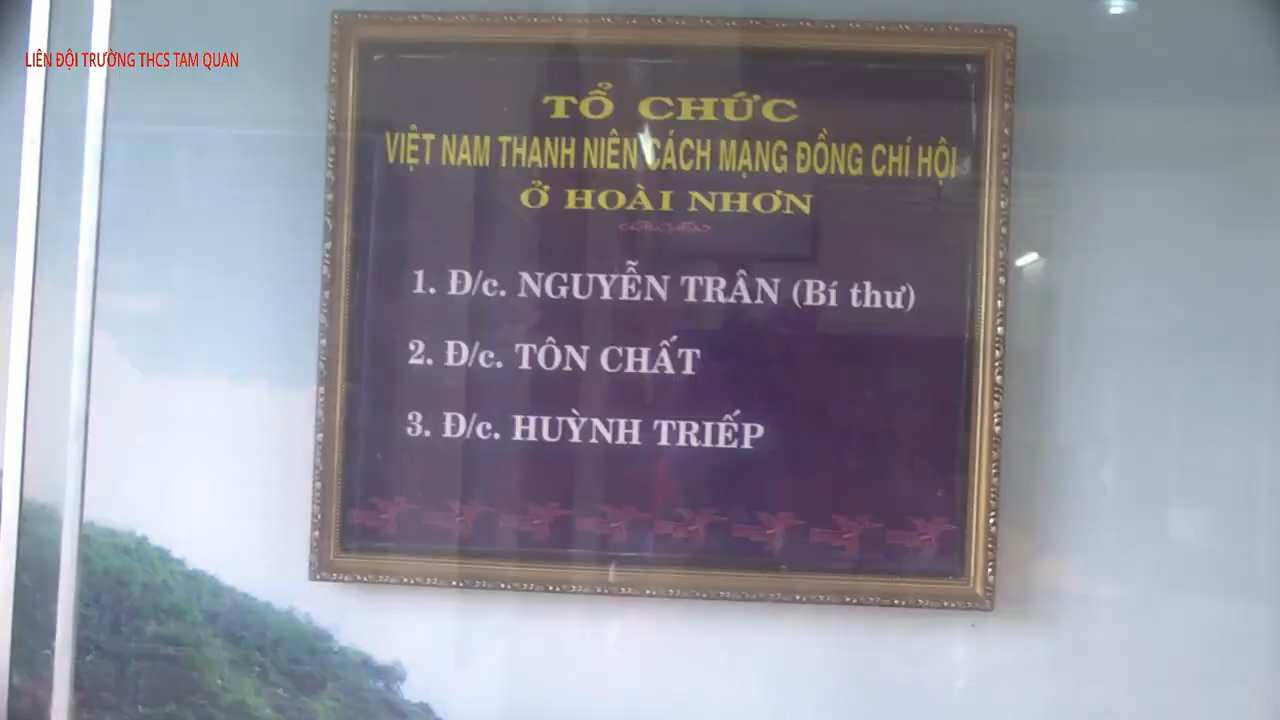 LIÊN ĐỘI TRƯỜNG THCS TAM QUAN
TỔ CHỨC
VIỆT NAM THANH NIÊN CÁCH MẠNG ĐỒNG CHÍ HỘI
Ở HOÀI NHƠN
1. Đ/c. NGUYỄN TRÂN (Bí thư)
2. Đ/c. TÔN CHẤT
3. Đ/c. HUỲNH TRIẾP